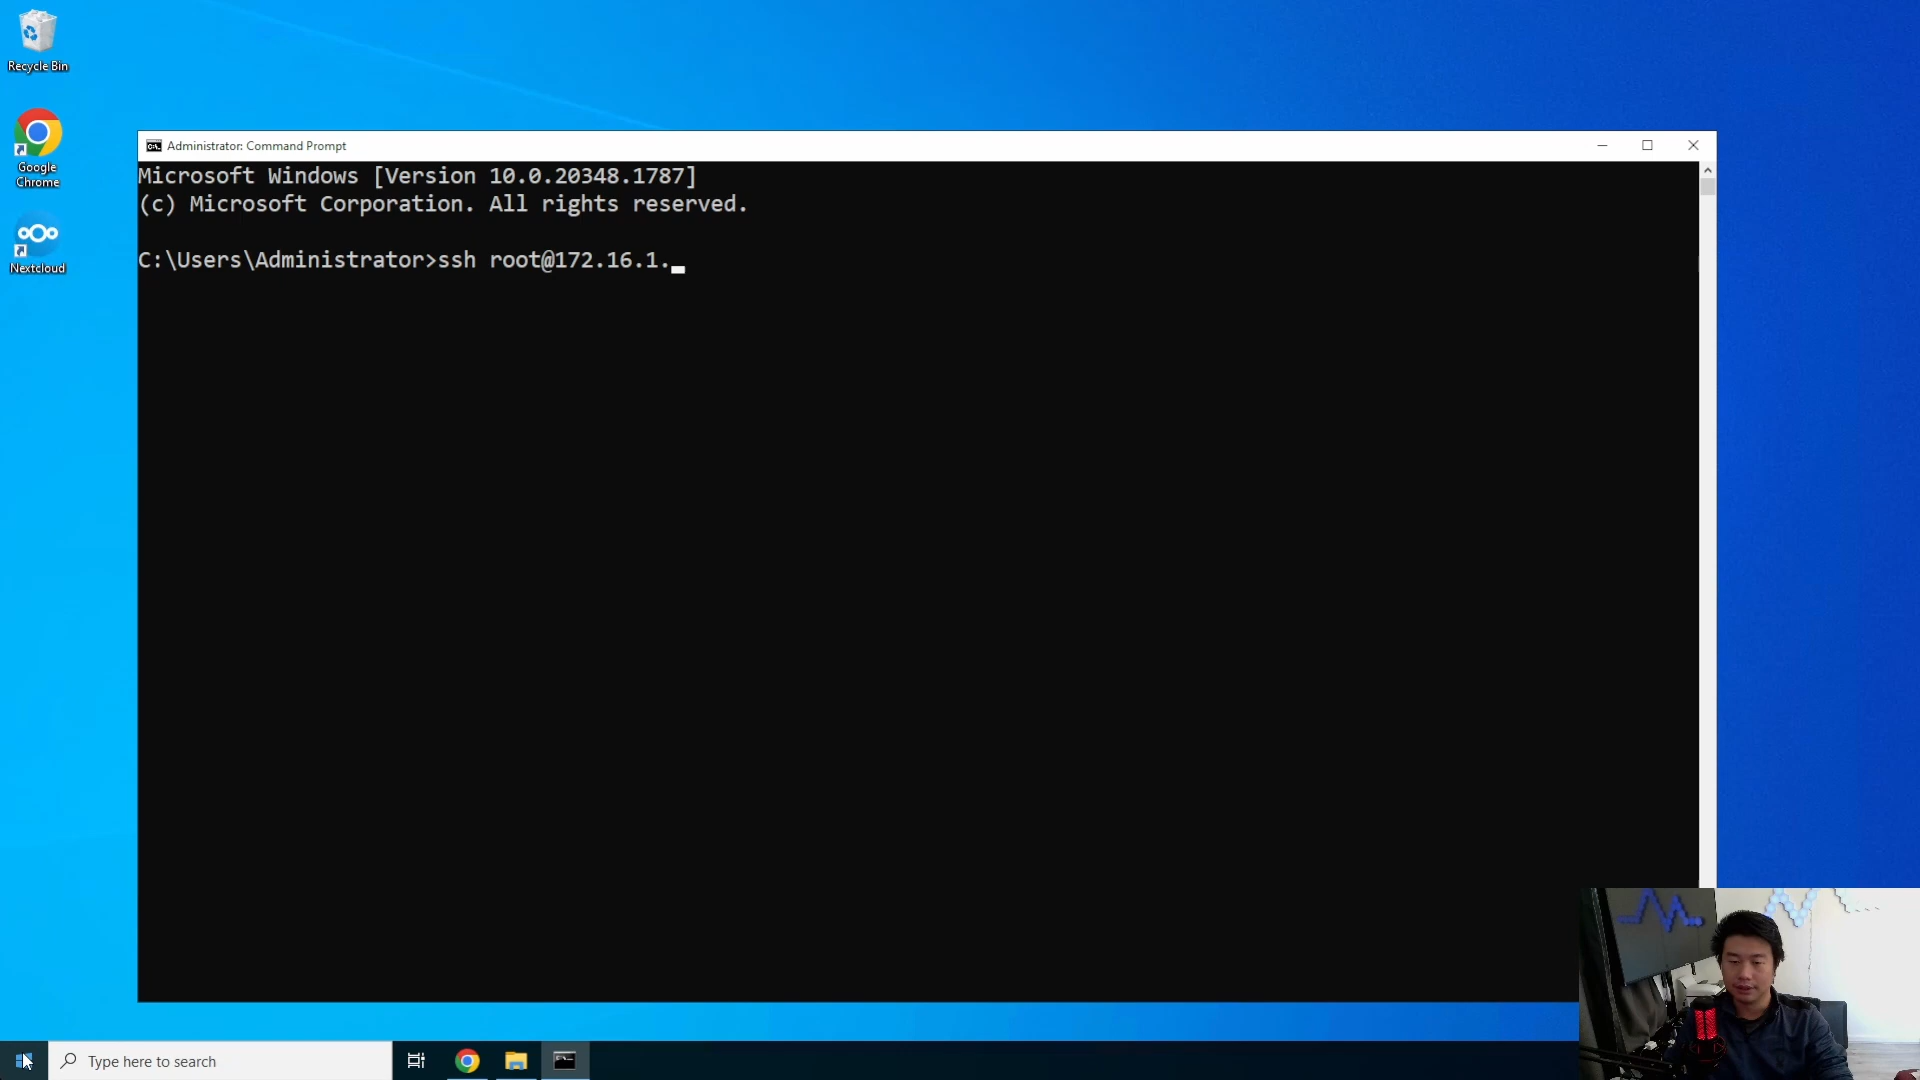 Recycle Bin
Google
Chrome
Nextcloud
Administrator: Command Prompt
Microsoft Windows [Version 10.0.20348.1787]
(c) Microsoft Corporation. All rights reserved.
C:\Users\Administrator>ssh root@172.16.1.
Type here to search